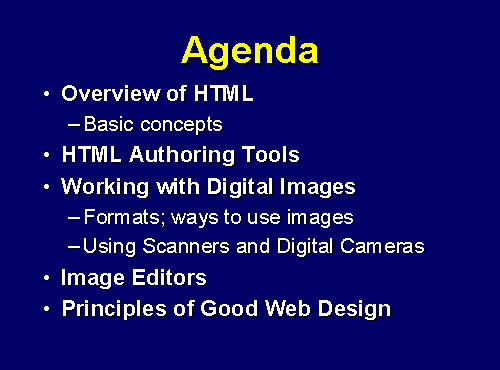 Agenda
• Overview of HTML
– Basic concepts
• HTML Authoring Tools
• Working with Digital Images
– Formats; ways to use images
– Using Scanners and Digital Cameras
• Image Editors
• Principles of Good Web Design